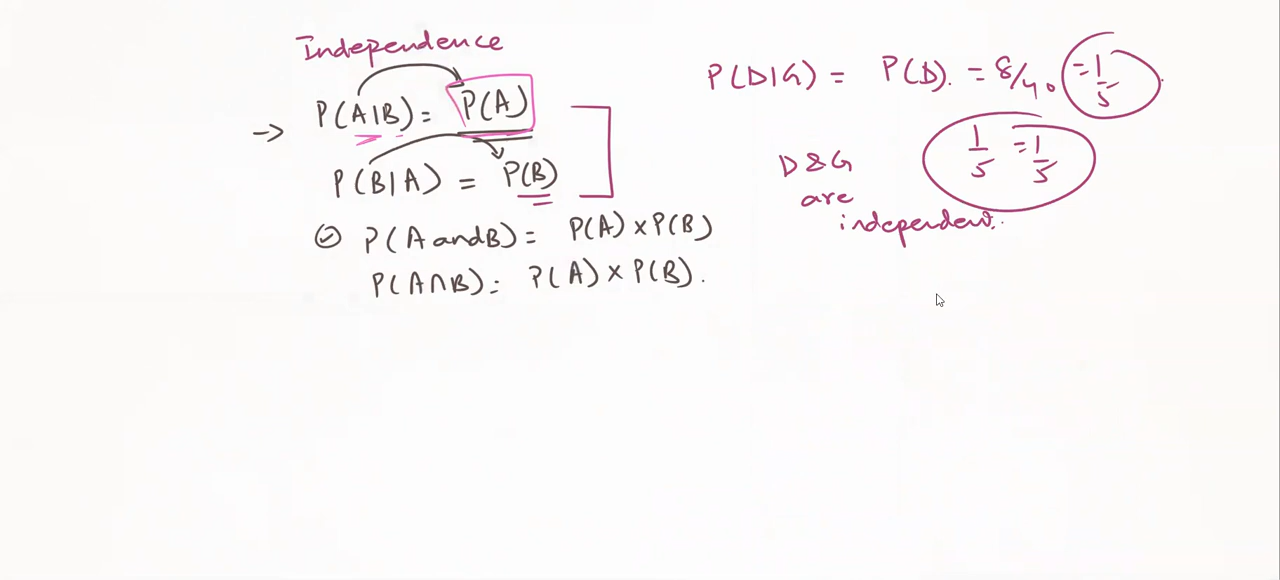 Independence
P(A|B) = P(A)
→ 
P(B|A) = P(B)
P(A and B) = P(A) × P(B)
P(A∩B) = P(A) × P(B).
P(D|G) = P(D). = 8/40 = 1/5
1/5 = 1/5
D & G
are
independent.